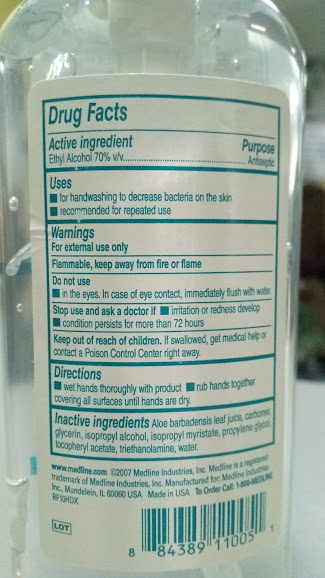 Drug Facts
Active ingredient Purpose
Ethyl Alcohol 70% v/v Antiseptic
Uses
■ for handwashing to decrease bacteria on the skin
■ recommended for repeated use
Warnings
For external use only
Flammable, keep away from fire or flame
Do not use
■ in the eyes. In case of eye contact, immediately flush with water.
Stop use and ask a doctor if ■ irritation or redness develop
■ condition persists for more than 72 hours
Keep out of reach of children. If swallowed, get medical help or
contact a Poison Control Center right away.
Directions
■ wet hands thoroughly with product ■ rub hands together
covering all surfaces until hands are dry.
Inactive ingredients Aloe barbadensis leaf juice, carbomer,
glycerin, isopropyl alcohol, isopropyl myristate, propylene glycol,
tocopheryl acetate, triethanolamine, water.
www.medline.com ©2007 Medline Industries, Inc. Medline is a registered
trademark of Medline Industries, Inc. Manufactured for: Medline Industries,
Inc., Mundelein, IL 60060 USA Made in USA To Order Call: 1-800-MEDLINE
RF10HDX
LOT
8 84389 11005 1